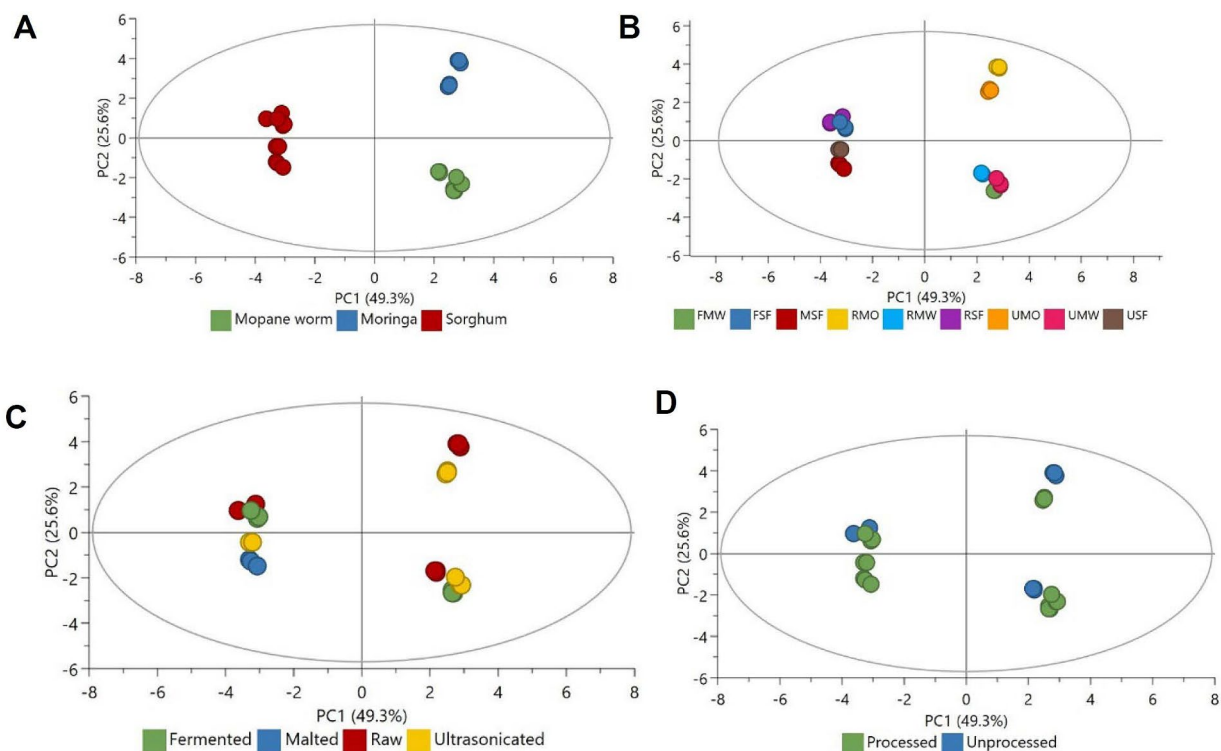 A
PC2 (25.6%)
6
4
2
0
-2
-4
-6
-8 -6 -4 -2 0 2 4 6 8
PC1 (49.3%)
Mopane worm Moringa Sorghum
B
PC2 (25.6%)
6
4
2
0
-2
-4
-6
-8 -6 -4 -2 0 2 4 6 8
PC1 (49.3%)
FMW FSF MSF RMO RMW RSF UMO UMW USF
C
PC2 (25.6%)
6
4
2
0
-2
-4
-6
-8 -6 -4 -2 0 2 4 6 8
PC1 (49.3%)
Fermented Malted Raw Ultrasonicated
D
PC2 (25.6%)
6
4
2
0
-2
-4
-6
-8 -6 -4 -2 0 2 4 6 8
PC1 (49.3%)
Processed Unprocessed